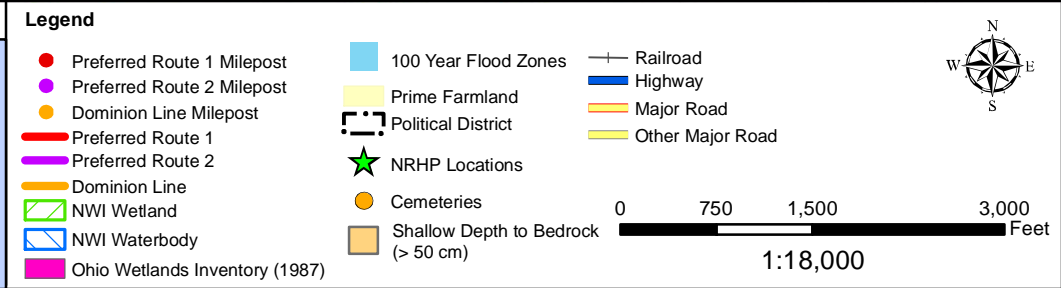 Legend
Preferred Route 1 Milepost
Preferred Route 2 Milepost
Dominion Line Milepost
Preferred Route 1
Preferred Route 2
Dominion Line
NWI Wetland
NWI Waterbody
Ohio Wetlands Inventory (1987)
100 Year Flood Zones
Prime Farmland
Political District
NRHP Locations
Cemeteries
Shallow Depth to Bedrock
(> 50 cm)
Railroad
Highway
Major Road
Other Major Road
N
W E
S
0 750 1,500 3,000
Feet
1:18,000